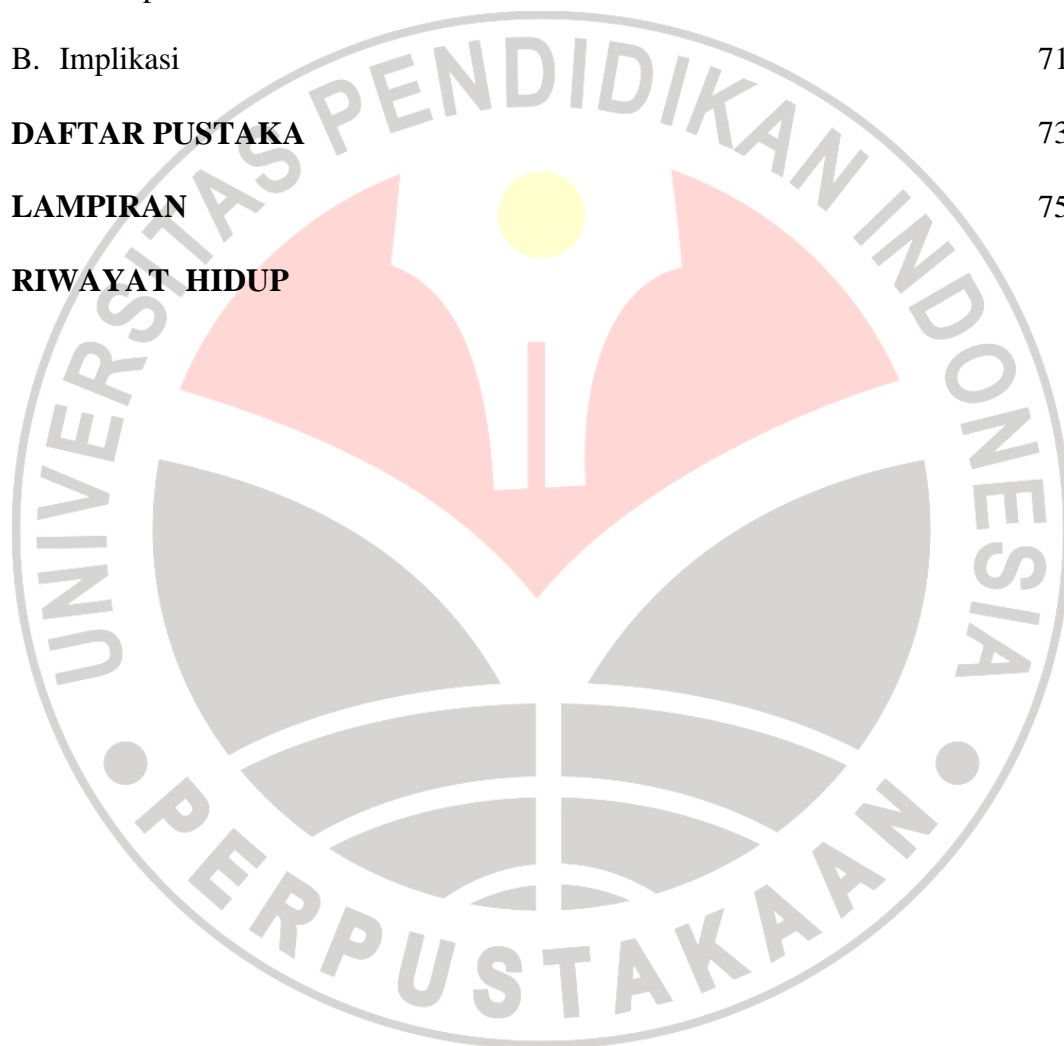 B. Implikasi 71
DAFTAR PUSTAKA 73
LAMPIRAN 75
RIWAYAT HIDUP
UNIVERSITAS PENDIDIKAN INDONESIA
PERPUSTAKAAN